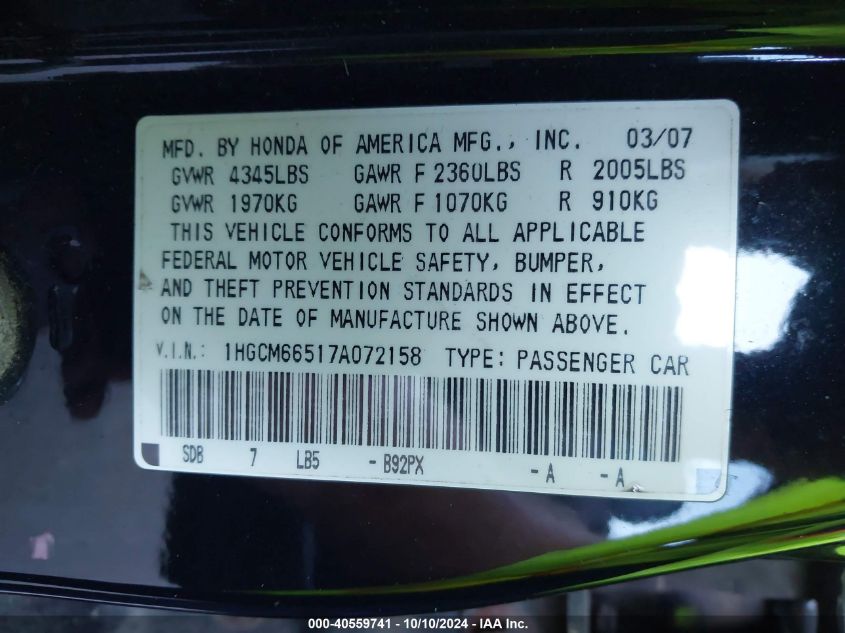 MFD. BY HONDA OF AMERICA MFG., INC. 03/07
GVWR 4345LBS GAWR F 2360LBS R 2005LBS
GVWR 1970KG GAWR F 1070KG R 910KG
THIS VEHICLE CONFORMS TO ALL APPLICABLE
FEDERAL MOTOR VEHICLE SAFETY, BUMPER,
AND THEFT PREVENTION STANDARDS IN EFFECT
ON THE DATE OF MANUFACTURE SHOWN ABOVE.
V.I.N.: 1HGCM66517A072158 TYPE: PASSENGER CAR
SDB 7 LB5 -B92PX -A -A
000-40559741 - 10/10/2024 - IAA Inc.